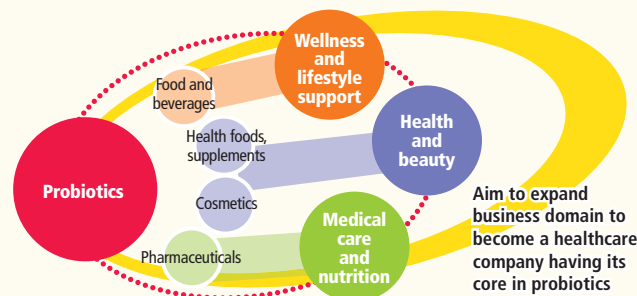 Wellness
and
lifestyle
support
Food and
beverages
Health foods,
supplements
Health
and
beauty
Probiotics
Cosmetics
Medical
care
and
nutrition
Pharmaceuticals
Aim to expand
business domain to
become a healthcare
company having its
core in probiotics